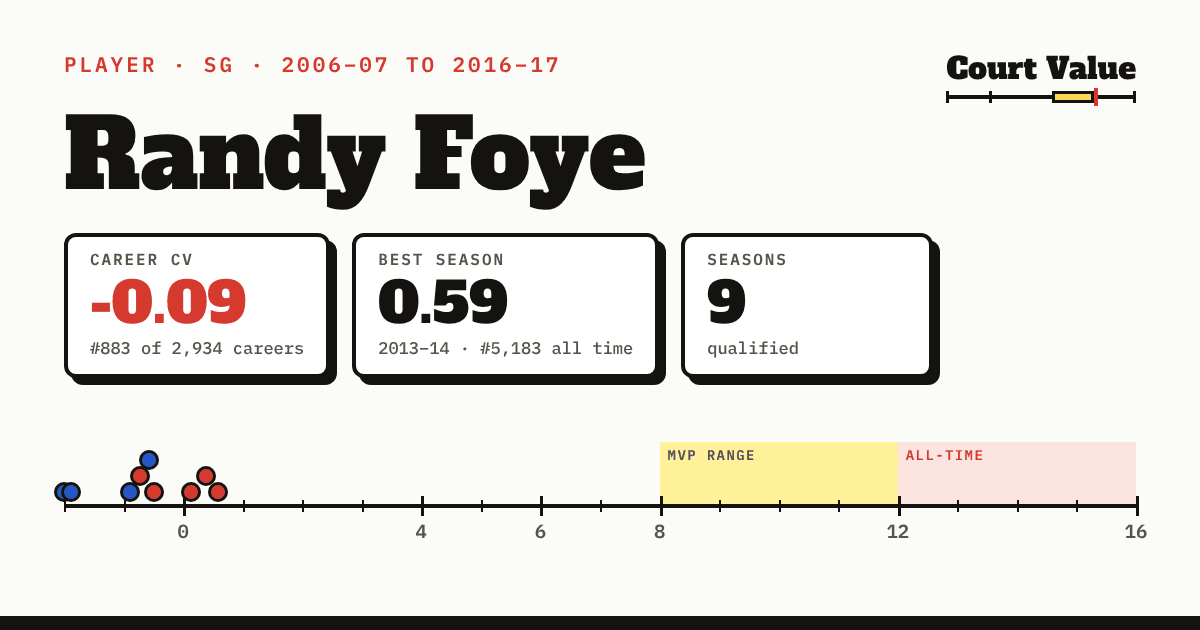 PLAYER · SG · 2006–07 TO 2016–17
Court Value
Randy Foye
CAREER CV
-0.09
#883 of 2,934 careers
BEST SEASON
0.59
2013–14 · #5,183 all time
SEASONS
9
qualified
MVP RANGE
ALL-TIME
0 4 6 8 12 16